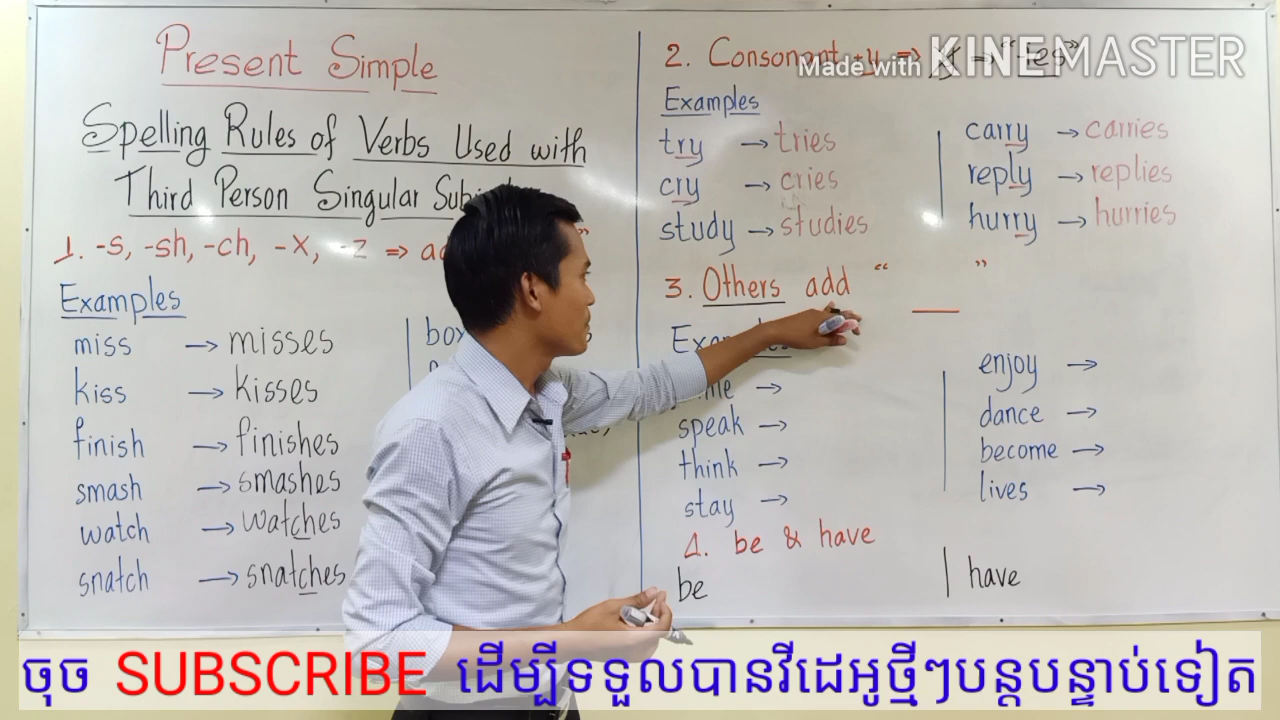 Present Simple
Spelling Rules of Verbs Used with
Third Person Singular
1. -s, -sh, -ch, -x, -z ⇒
Examples
miss → misses
kiss → kisses
finish → finishes
smash → smashes
watch → watches
snatch → snatches
box
2. Consonant + y ⇒ y ⇒ "ies"
Examples
try → tries
cry → cries
study → studies
carry → carries
reply → replies
hurry → hurries
3. Others add “ ”
Examples
speak →
think →
stay →
enjoy →
dance →
become →
lives →
4. be & have
be
have
Made with KINEMASTER
ចុច SUBSCRIBE ដើម្បីទទួលបានវីដេអូថ្មីៗបន្តបន្ទាប់ទៀត